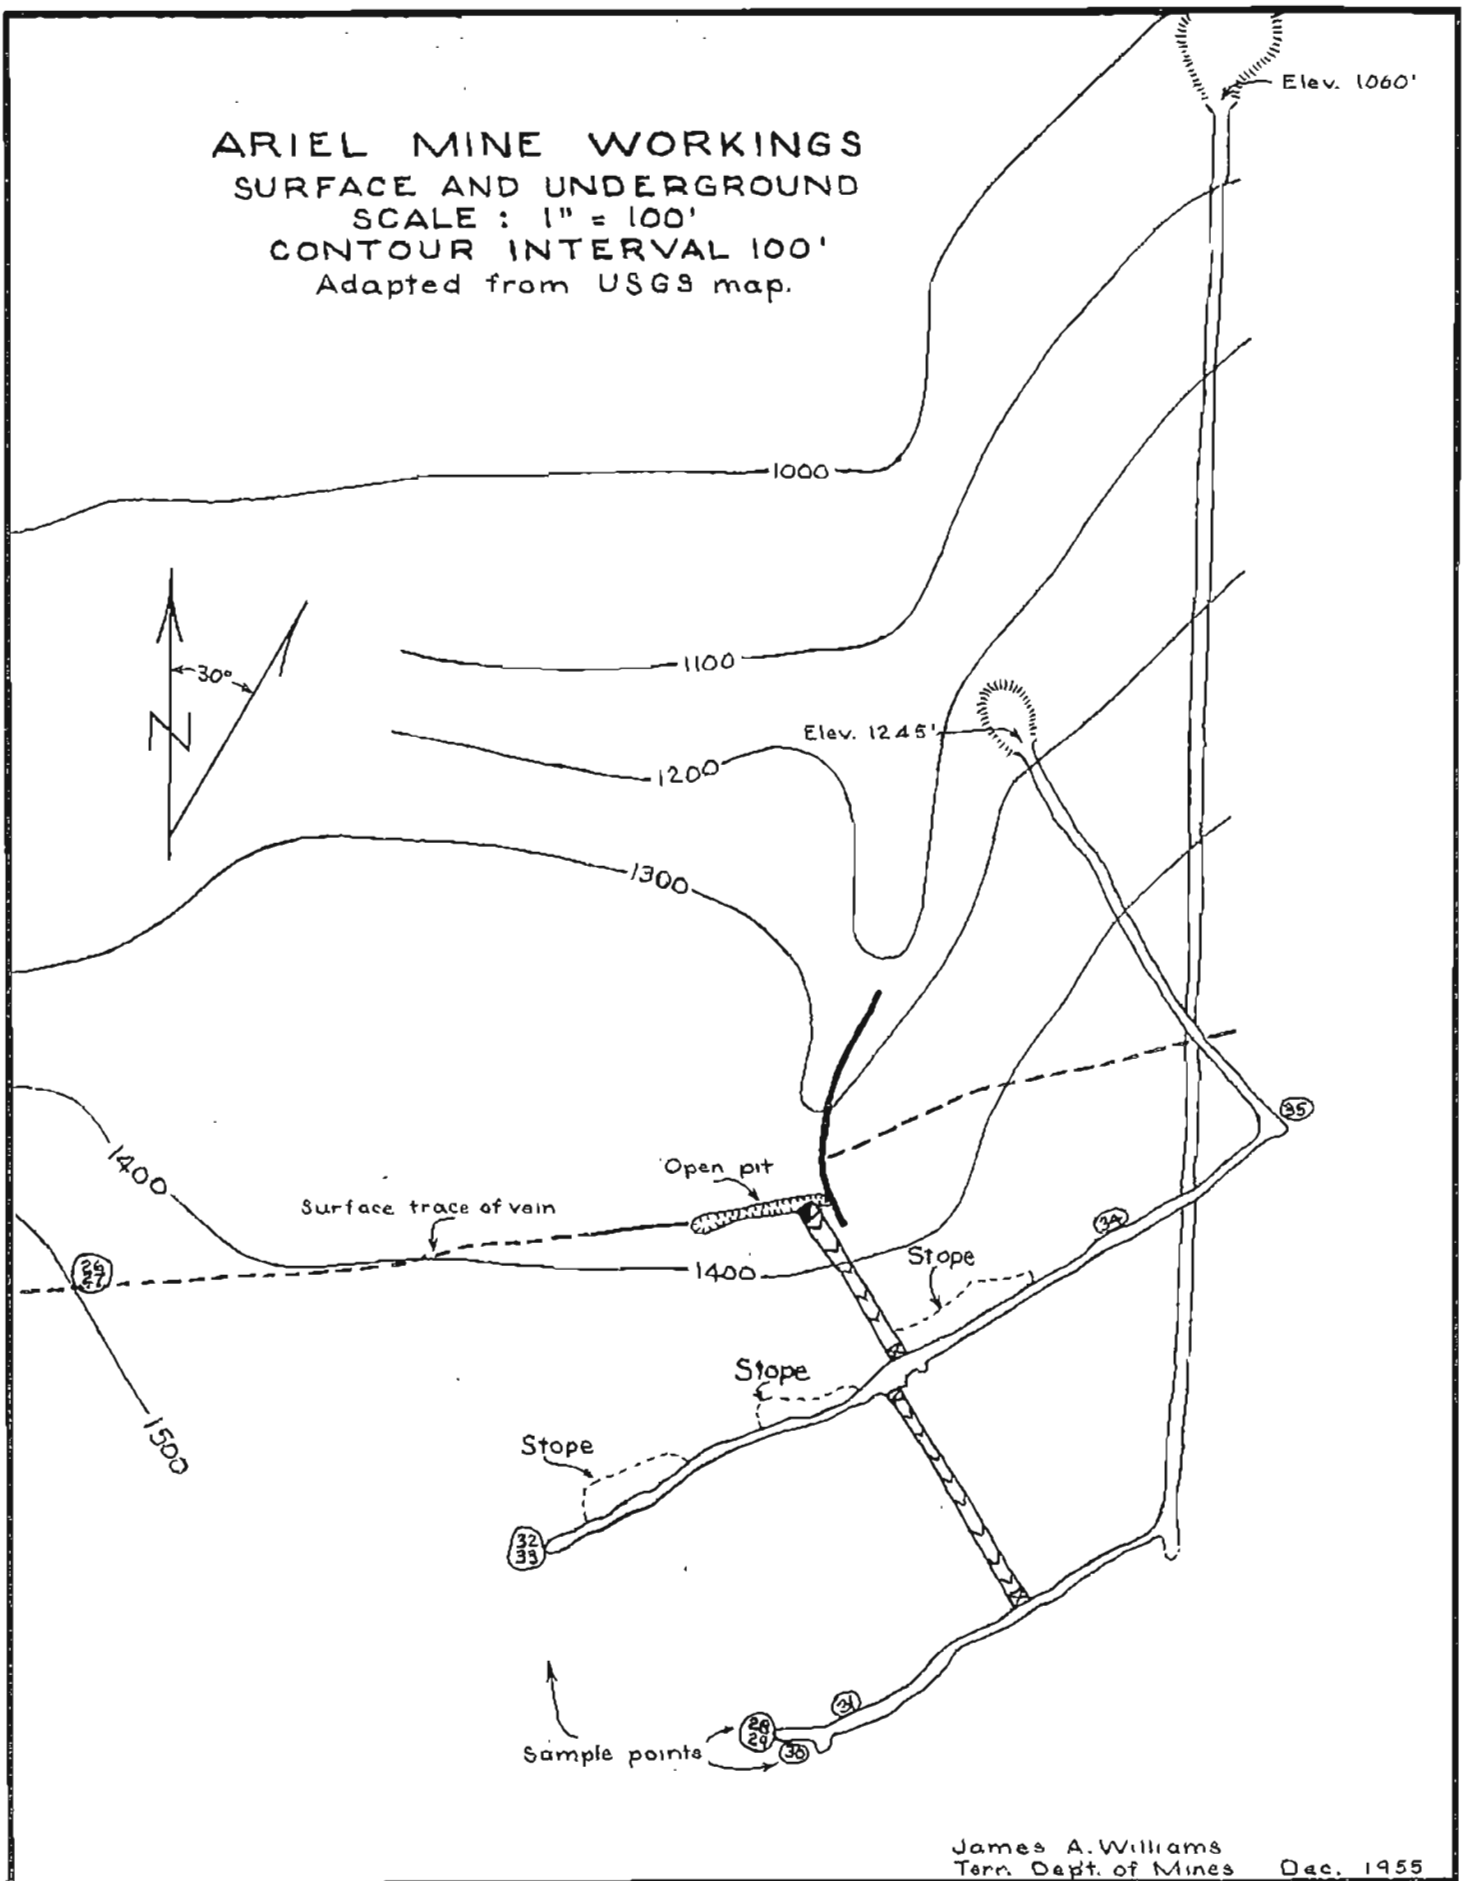 Elev. 1060'
ARIEL MINE WORKINGS
SURFACE AND UNDERGROUND
SCALE : 1" = 100'
CONTOUR INTERVAL 100'
Adapted from USGS map.
1000
30°
N
1100
Elev. 1245'
1200
1300
35
Open pit
1400
Surface trace of vein
34
26
27
1400
Stope
Stope
1500
Stope
32
33
31
28
29
30
Sample points
James A. Williams
Terr. Dept. of Mines Dec. 1955